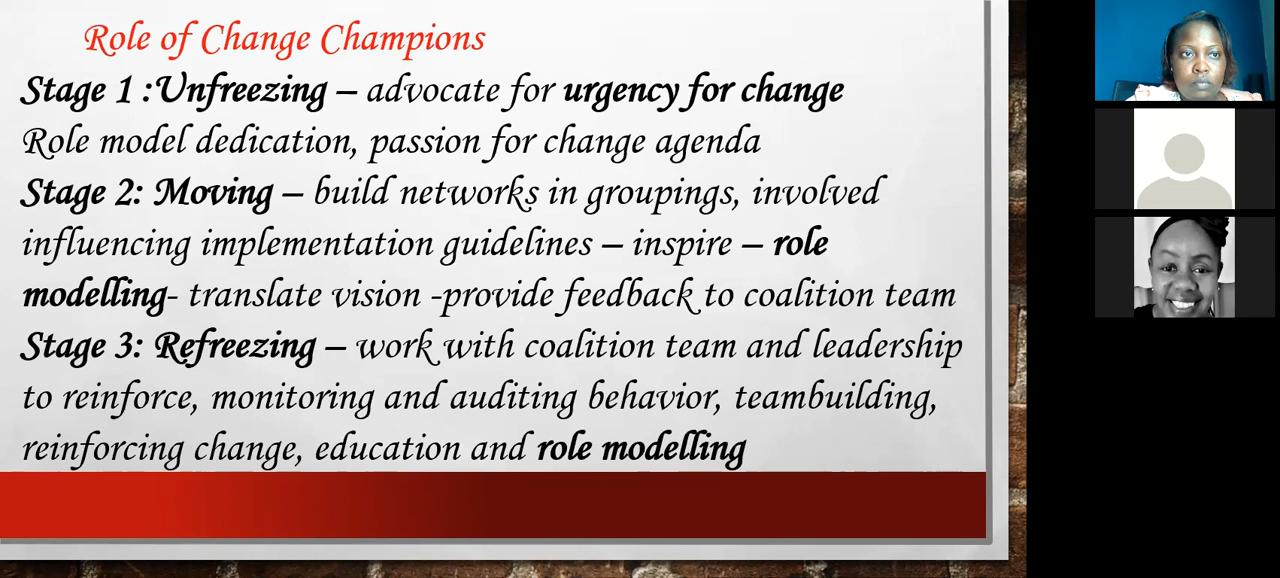 Role of Change Champions
Stage 1 :Unfreezing – advocate for urgency for change
Role model dedication, passion for change agenda
Stage 2: Moving – build networks in groupings, involved
influencing implementation guidelines – inspire – role
modelling- translate vision -provide feedback to coalition team
Stage 3: Refreezing – work with coalition team and leadership
to reinforce, monitoring and auditing behavior, teambuilding,
reinforcing change, education and role modelling